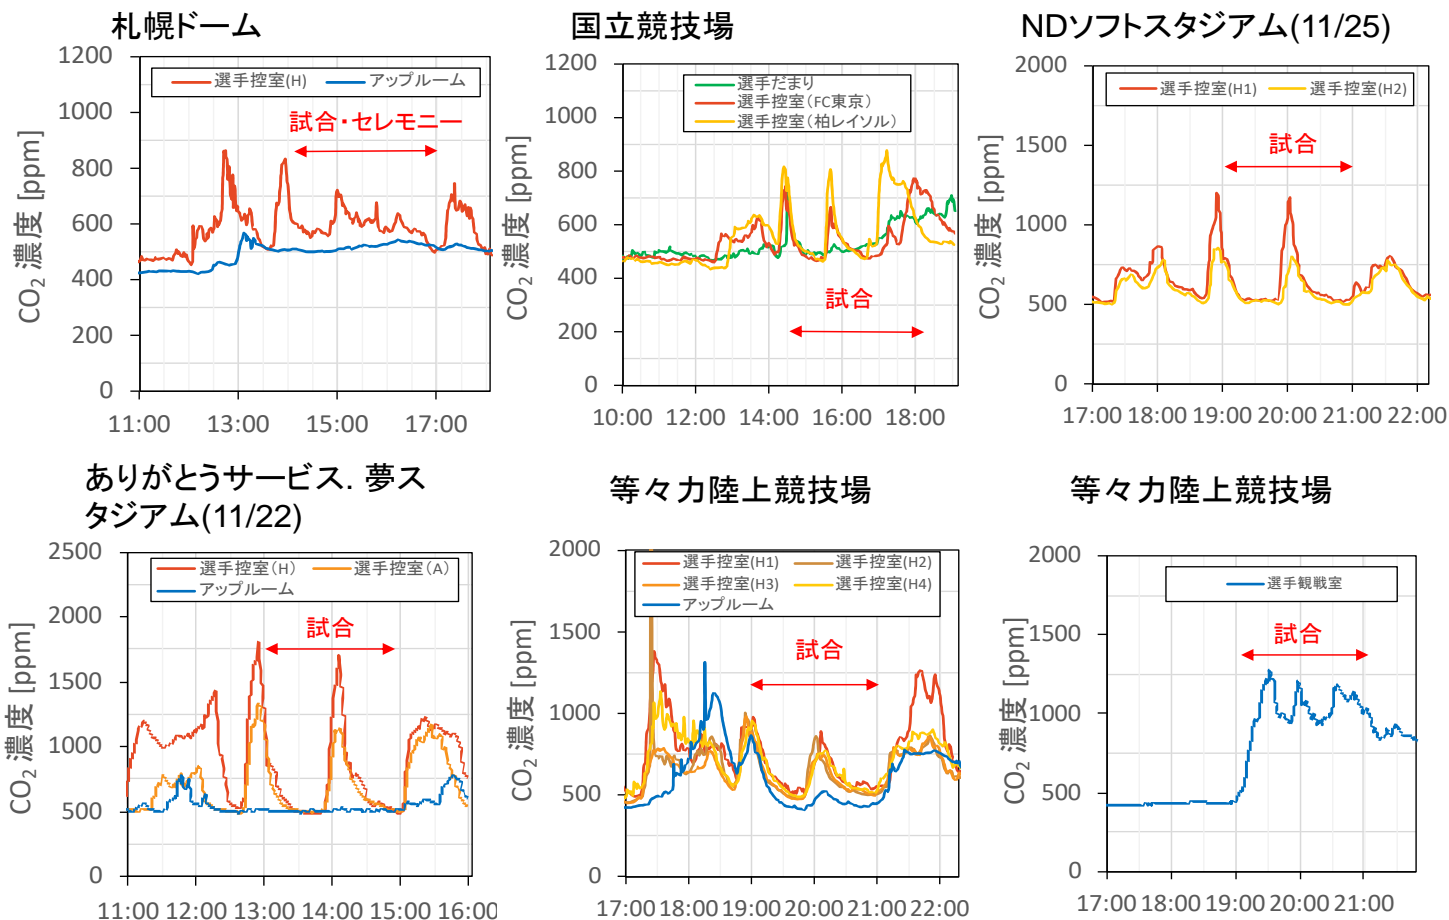 札幌ドーム
1200
1000
800
600
400
200
0
CO2 濃度 [ppm]
選手控室(H)
アップルーム
試合・セレモニー
11:00
13:00
15:00
17:00
国立競技場
1200
1000
800
600
400
200
0
CO2 濃度 [ppm]
選手だまり
選手控室(FC東京)
選手控室(柏レイソル)
試合
10:00
12:00
14:00
16:00
18:00
NDソフトスタジアム(11/25)
2000
1500
1000
500
0
CO2 濃度 [ppm]
選手控室(H1)
選手控室(H2)
試合
17:00
18:00
19:00
20:00
21:00
22:00
ありがとうサービス. 夢ス
タジアム(11/22)
2500
2000
1500
1000
500
0
CO2 濃度 [ppm]
選手控室(H)
選手控室(A)
アップルーム
試合
11:00
12:00
13:00
14:00
15:00
16:00
等々力陸上競技場
2000
1500
1000
500
0
CO2 濃度 [ppm]
選手控室(H1)
選手控室(H2)
選手控室(H3)
選手控室(H4)
アップルーム
試合
17:00
18:00
19:00
20:00
21:00
22:00
等々力陸上競技場
2000
1500
1000
500
0
CO2 濃度 [ppm]
選手観戦室
試合
17:00
18:00
19:00
20:00
21:00